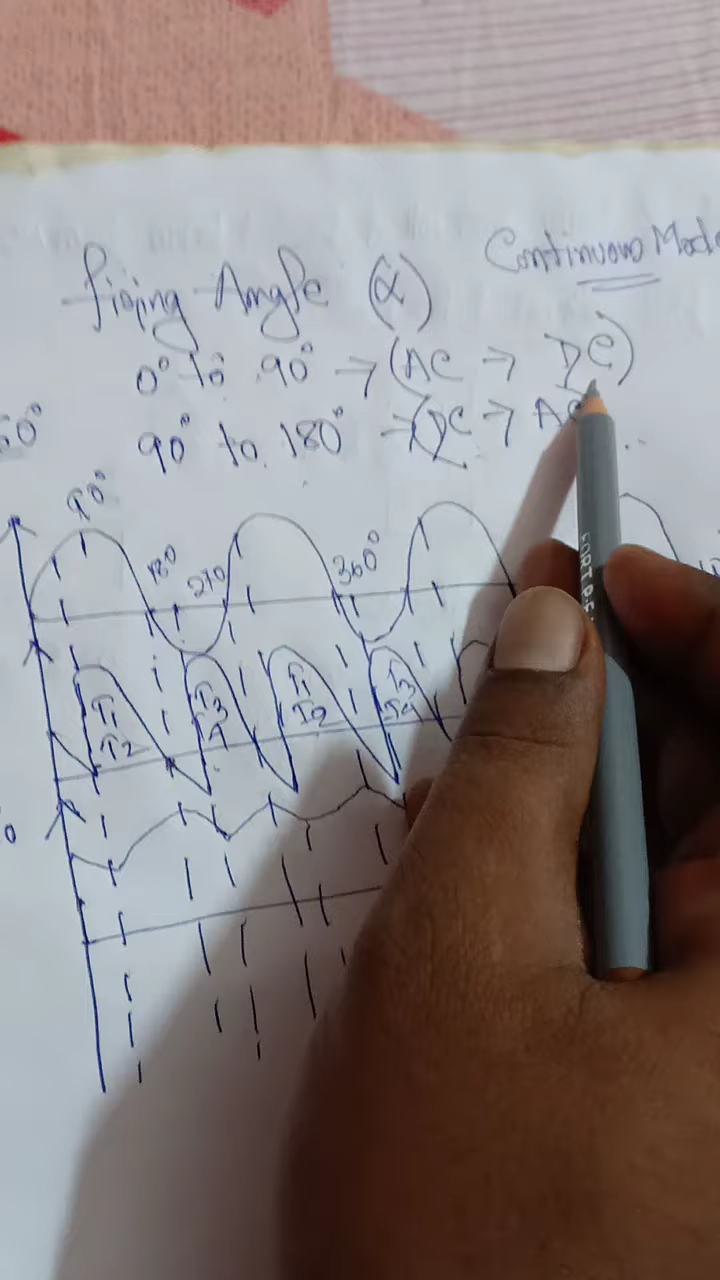 Continuous Mode
Firing Angle (α)
0° to 90° → (AC → DC)
90° to 180° → (DC → AC
90°
180
270
360°
T1
T2
T3
T4
T1
T2
T3
T4